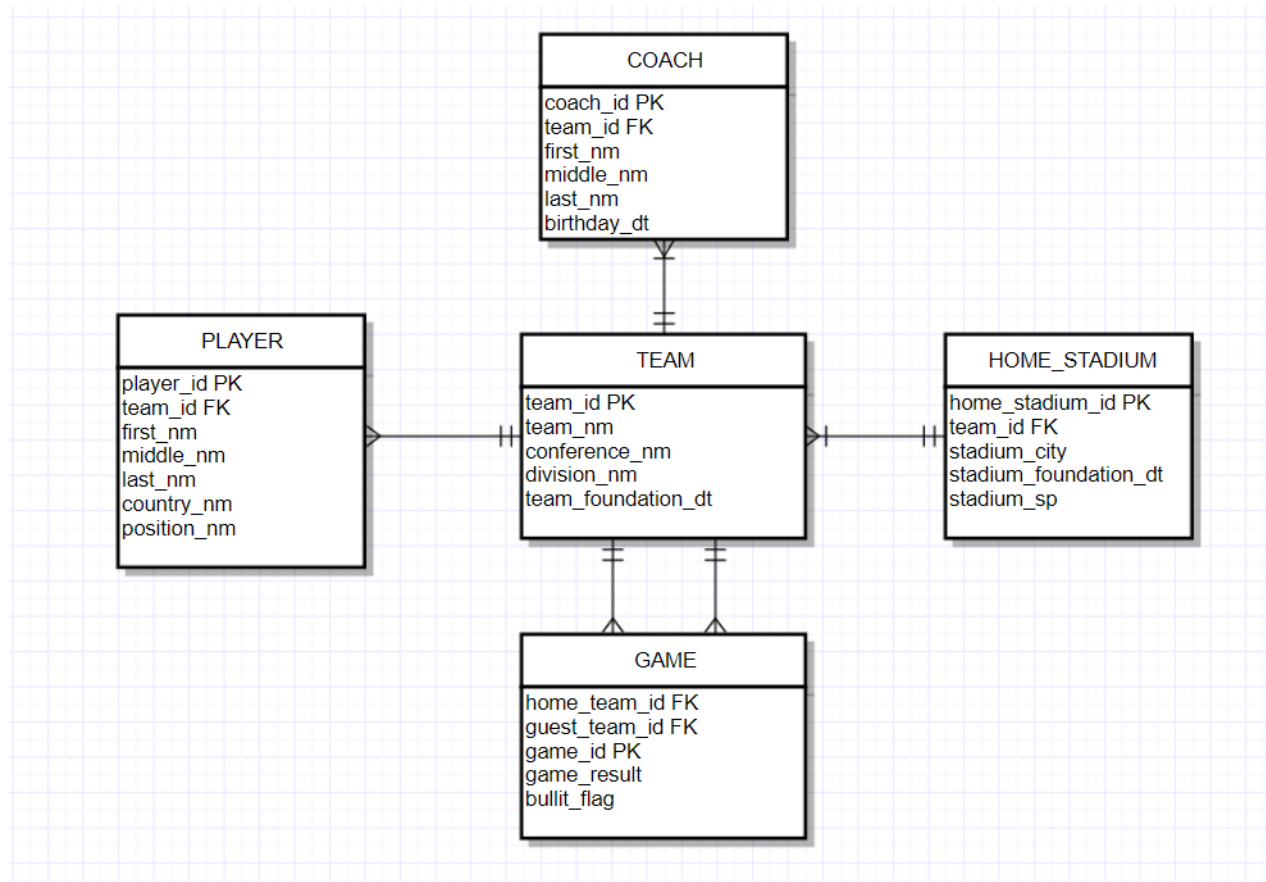 COACH
coach_id PK
team_id FK
first_nm
middle_nm
last_nm
birthday_dt
PLAYER
player_id PK
team_id FK
first_nm
middle_nm
last_nm
country_nm
position_nm
TEAM
team_id PK
team_nm
conference_nm
division_nm
team_foundation_dt
HOME_STADIUM
home_stadium_id PK
team_id FK
stadium_city
stadium_foundation_dt
stadium_sp
GAME
home_team_id FK
guest_team_id FK
game_id PK
game_result
bullit_flag